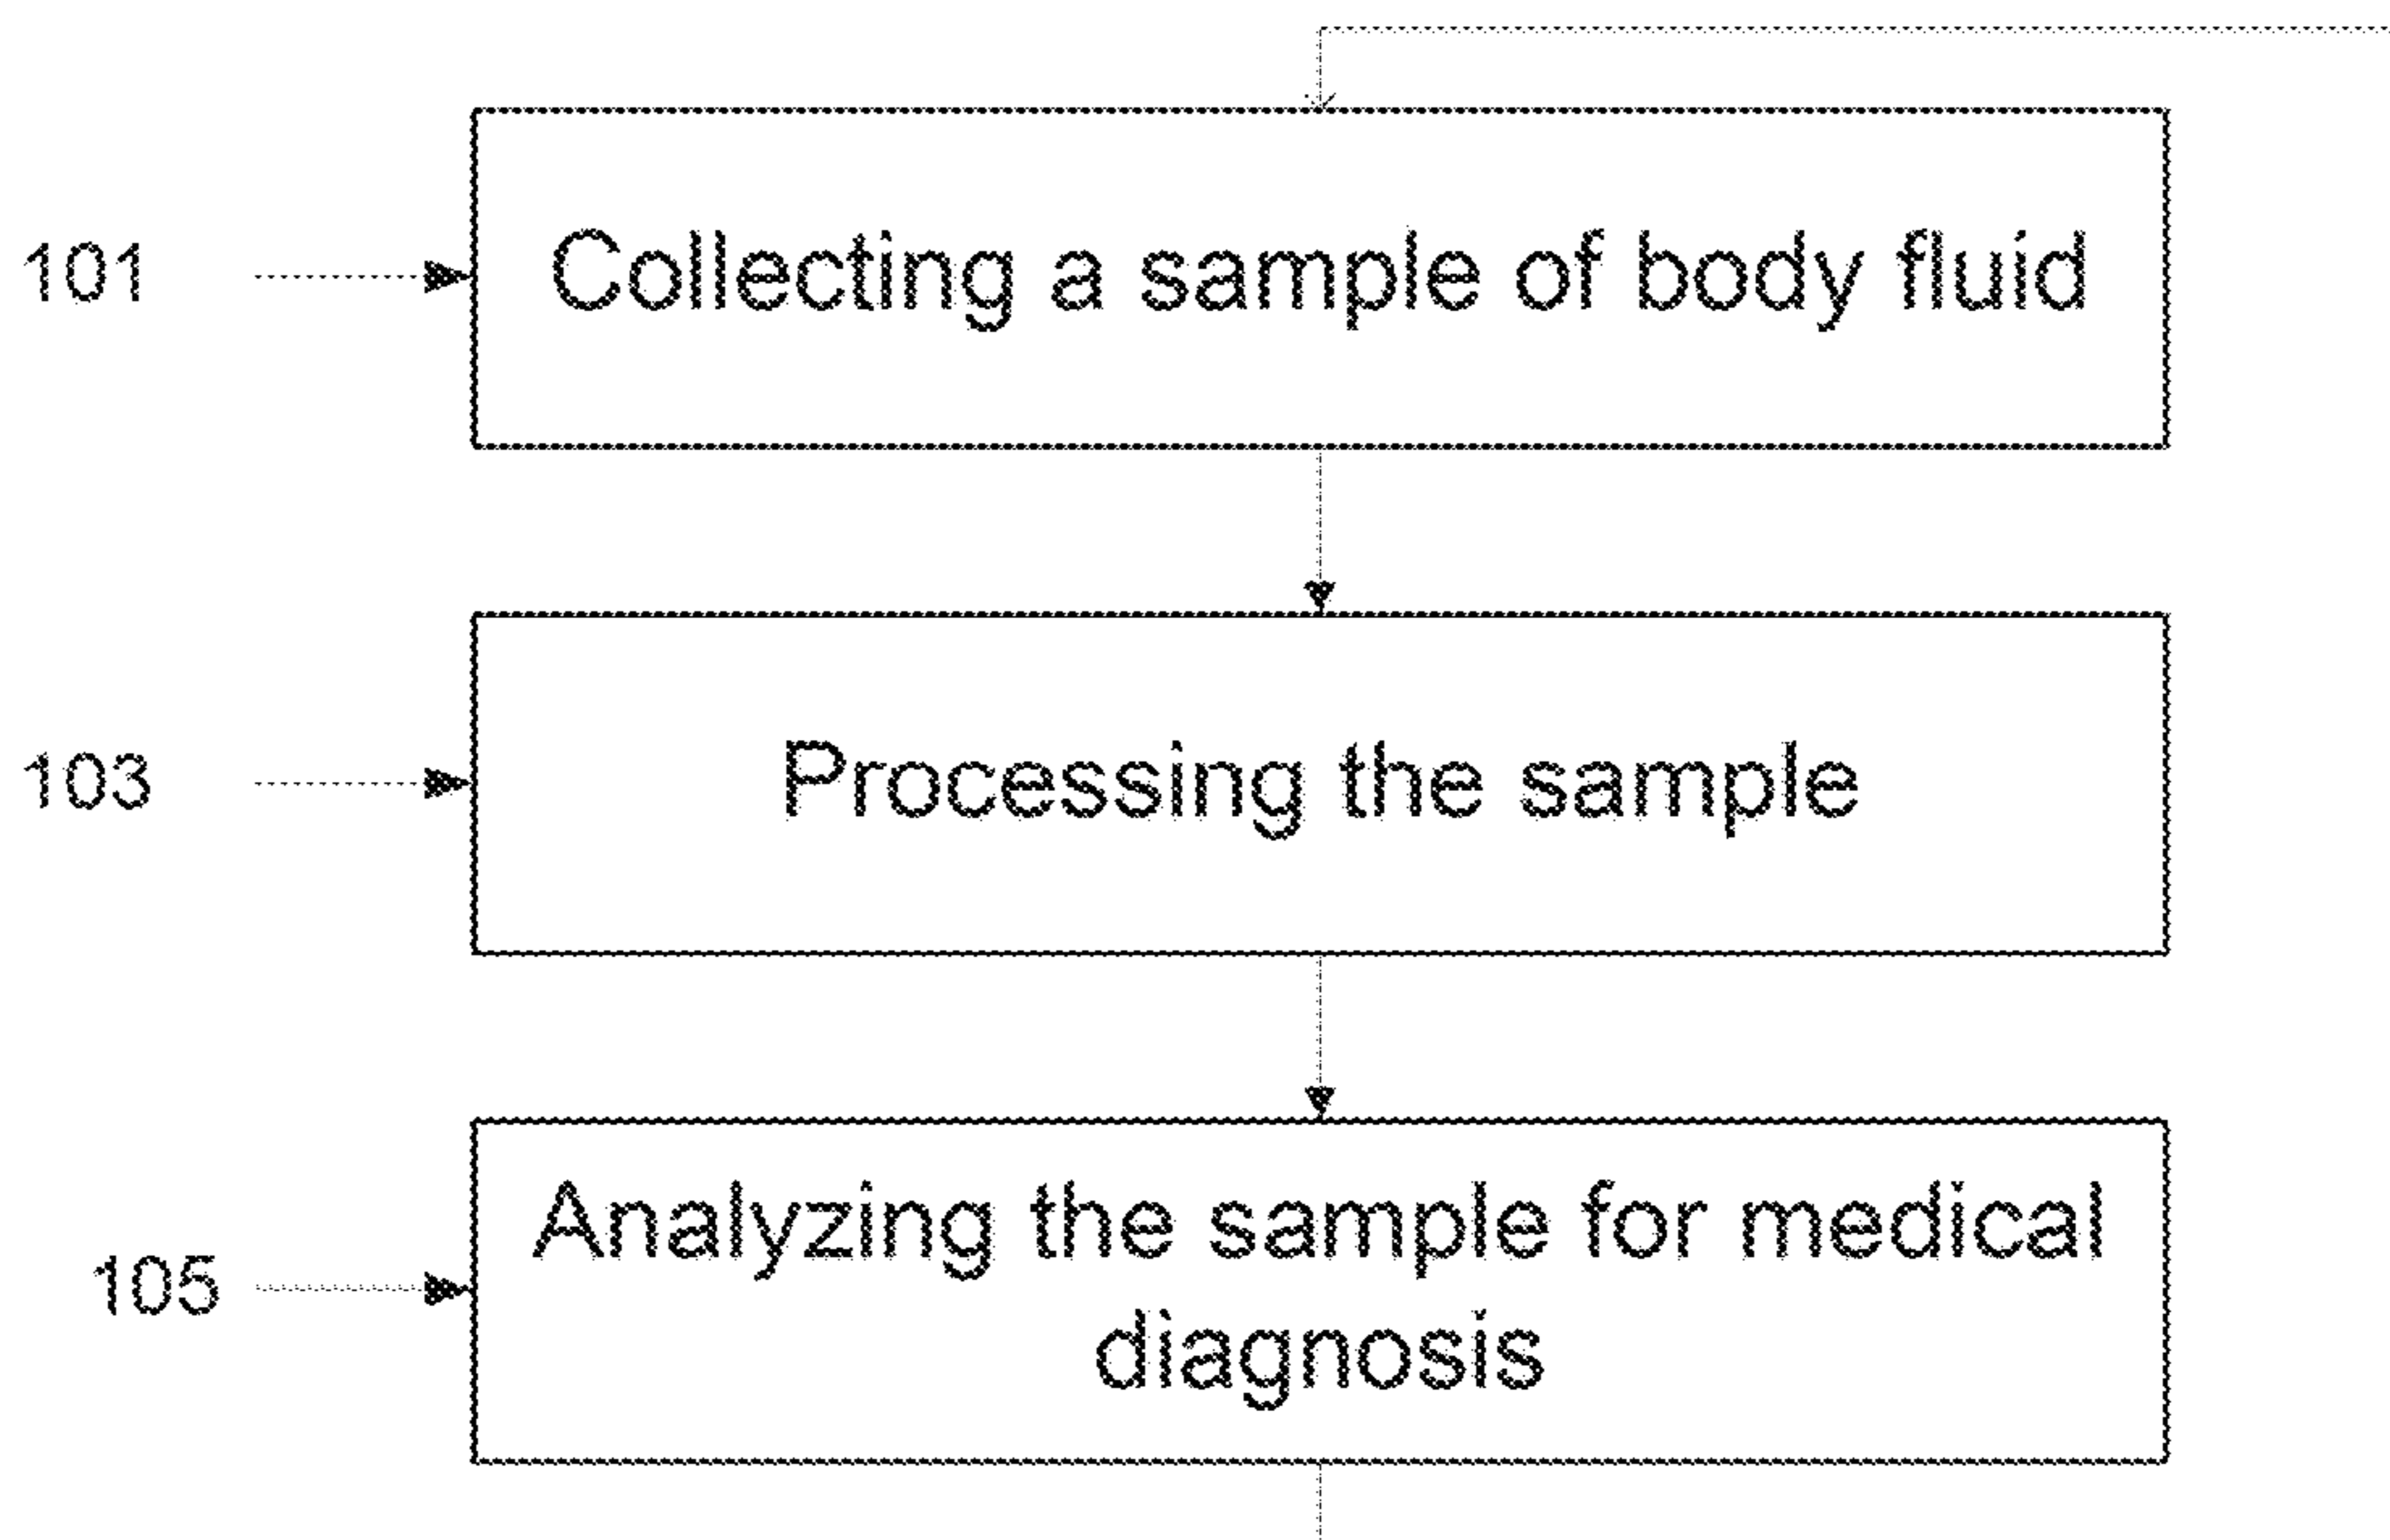 101
Collecting a sample of body fluid
103
Processing the sample
105
Analyzing the sample for medical
diagnosis